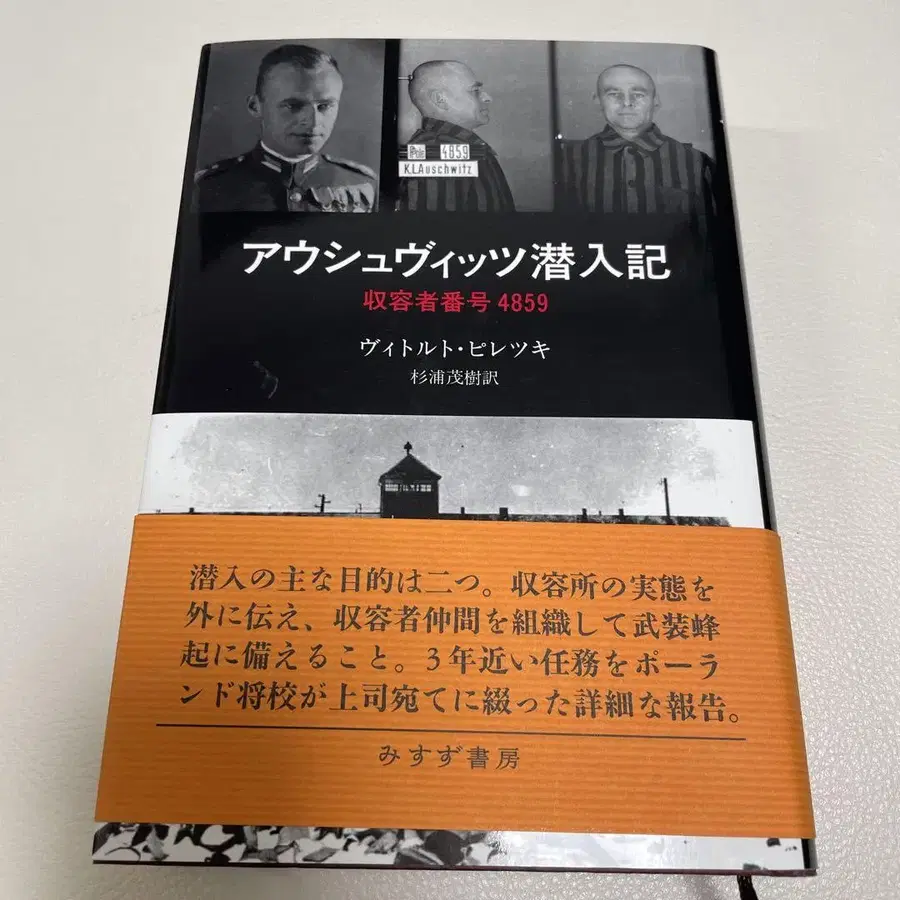 4859
K.L.Auschwitz
アウシュヴィッツ潜入記
収容者番号 4859
ヴィトルト・ピレツキ
杉浦茂樹訳
潜入の主な目的は二つ。収容所の実態を
外に伝え、収容者仲間を組織して武装蜂
起に備えること。3年近い任務をポーラ
ンド将校が上司宛てに綴った詳細な報告。
みすず書房